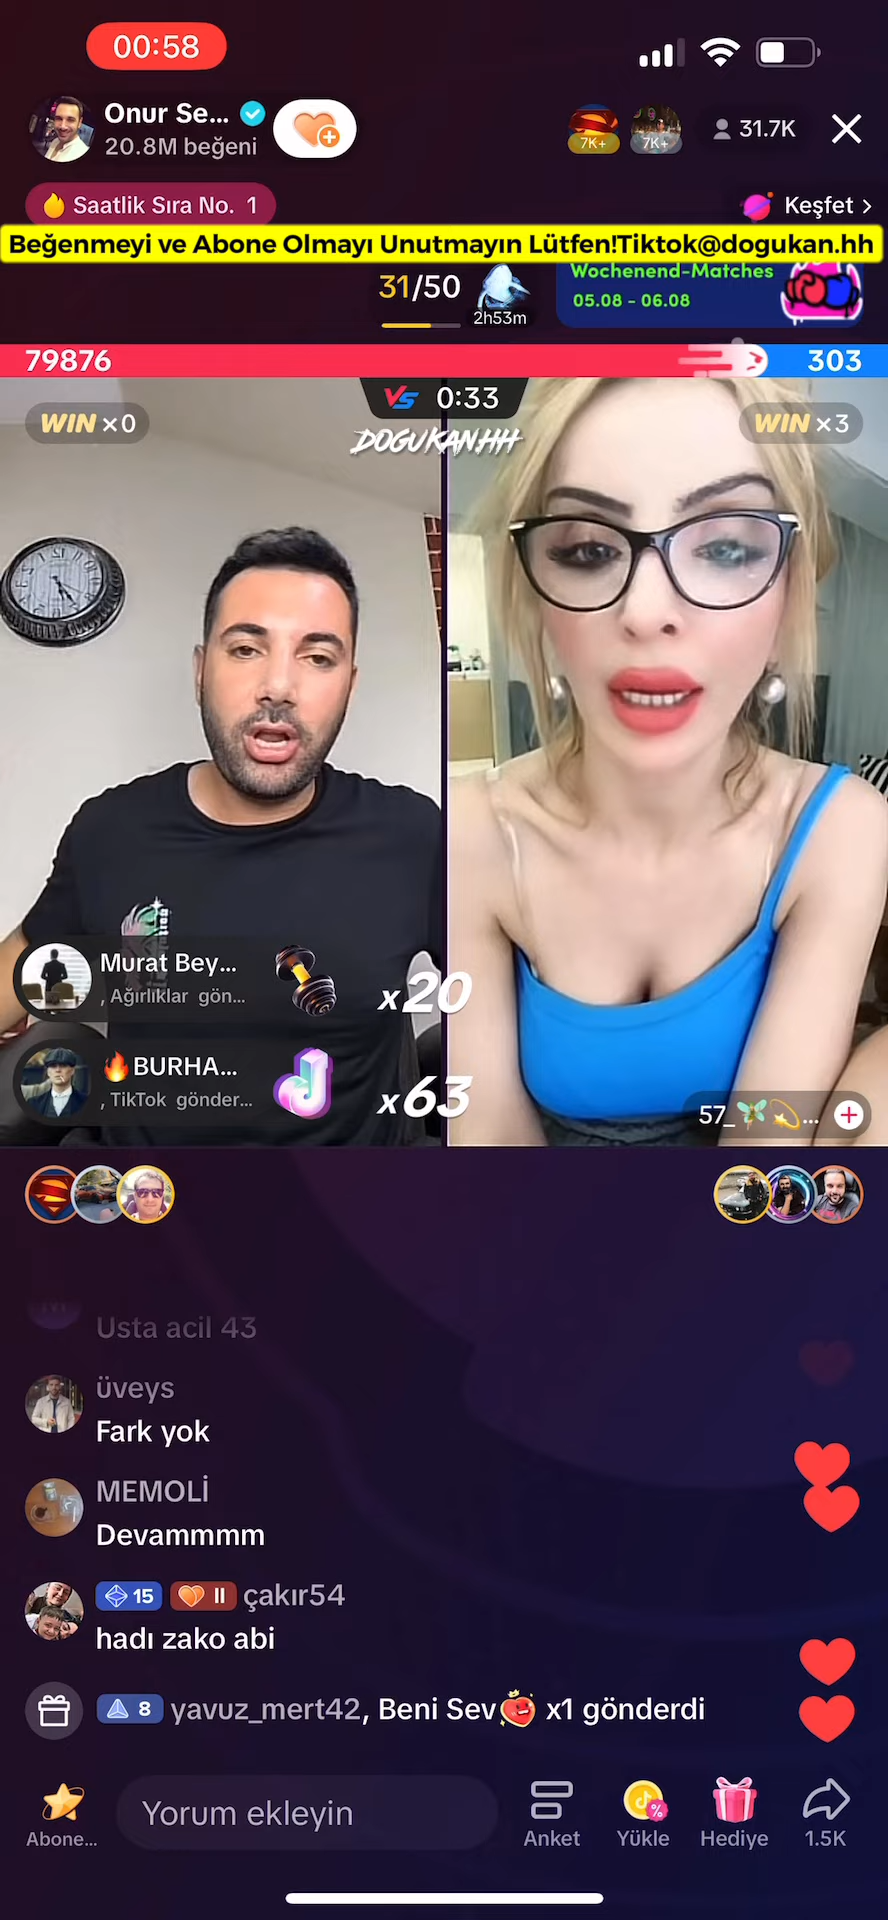 00:58
Onur Se...
20.8M beğeni
7K+
7K+
31.7K
Saatlik Sıra No. 1
Keşfet >
Beğenmeyi ve Abone Olmayı Unutmayın Lütfen!Tiktok@dogukan.hh
31/50
2h53m
Wochenend-Matches
05.08 - 06.08
79876
303
VS 0:33
WIN x0
WIN x3
DOGUKAN.HH
Murat Bey...
, Ağırlıklar gön...
x20
🔥BURHA...
, TikTok gönder...
x63
57_🧚💫...
Usta acil 43
üveys
Fark yok
MEMOLİ
Devammmm
15 II çakır54
hadı zako abi
8 yavuz_mert42, Beni Sev x1 gönderdi
Abone...
Yorum ekleyin
Anket
Yükle
Hediye
1.5K